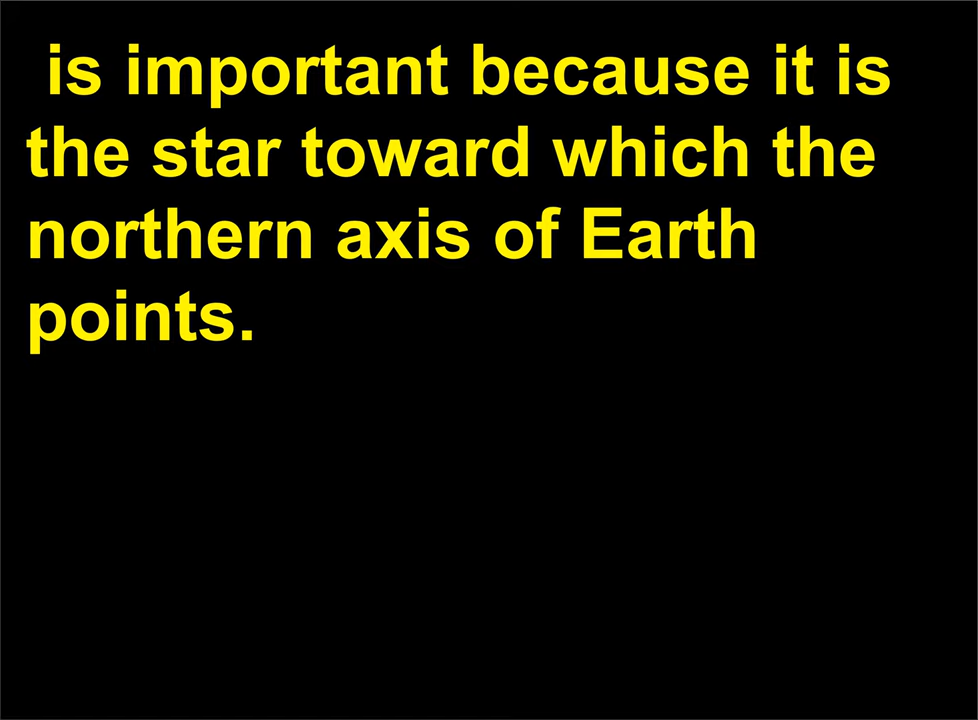 is important because it is
the star toward which the
northern axis of Earth
points.